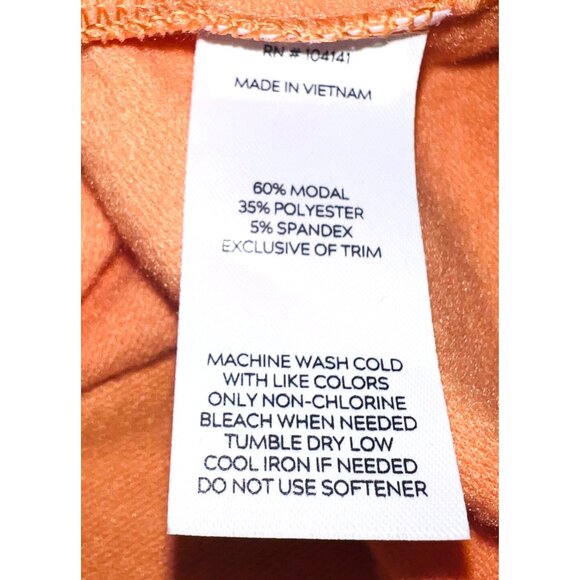 RN # 104141
MADE IN VIETNAM
60% MODAL
35% POLYESTER
5% SPANDEX
EXCLUSIVE OF TRIM
MACHINE WASH COLD
WITH LIKE COLORS
ONLY NON-CHLORINE
BLEACH WHEN NEEDED
TUMBLE DRY LOW
COOL IRON IF NEEDED
DO NOT USE SOFTENER